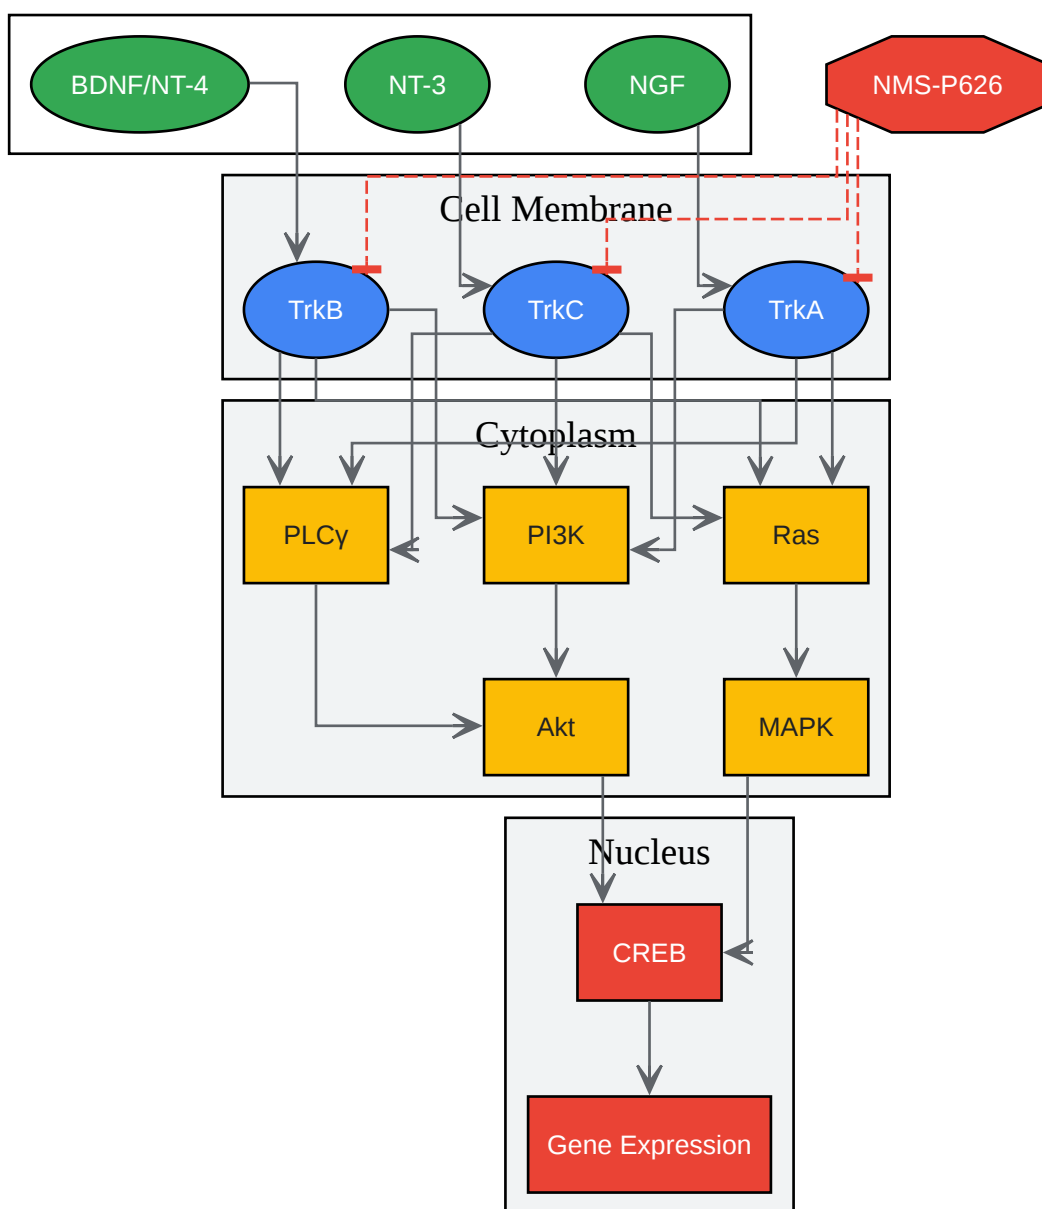 BDNF/NT-4
NT-3
NGF
NMS-P626
Cell Membrane
TrkB
TrkC
TrkA
Cytoplasm
PLCγ
PI3K
Ras
Akt
MAPK
Nucleus
CREB
Gene Expression